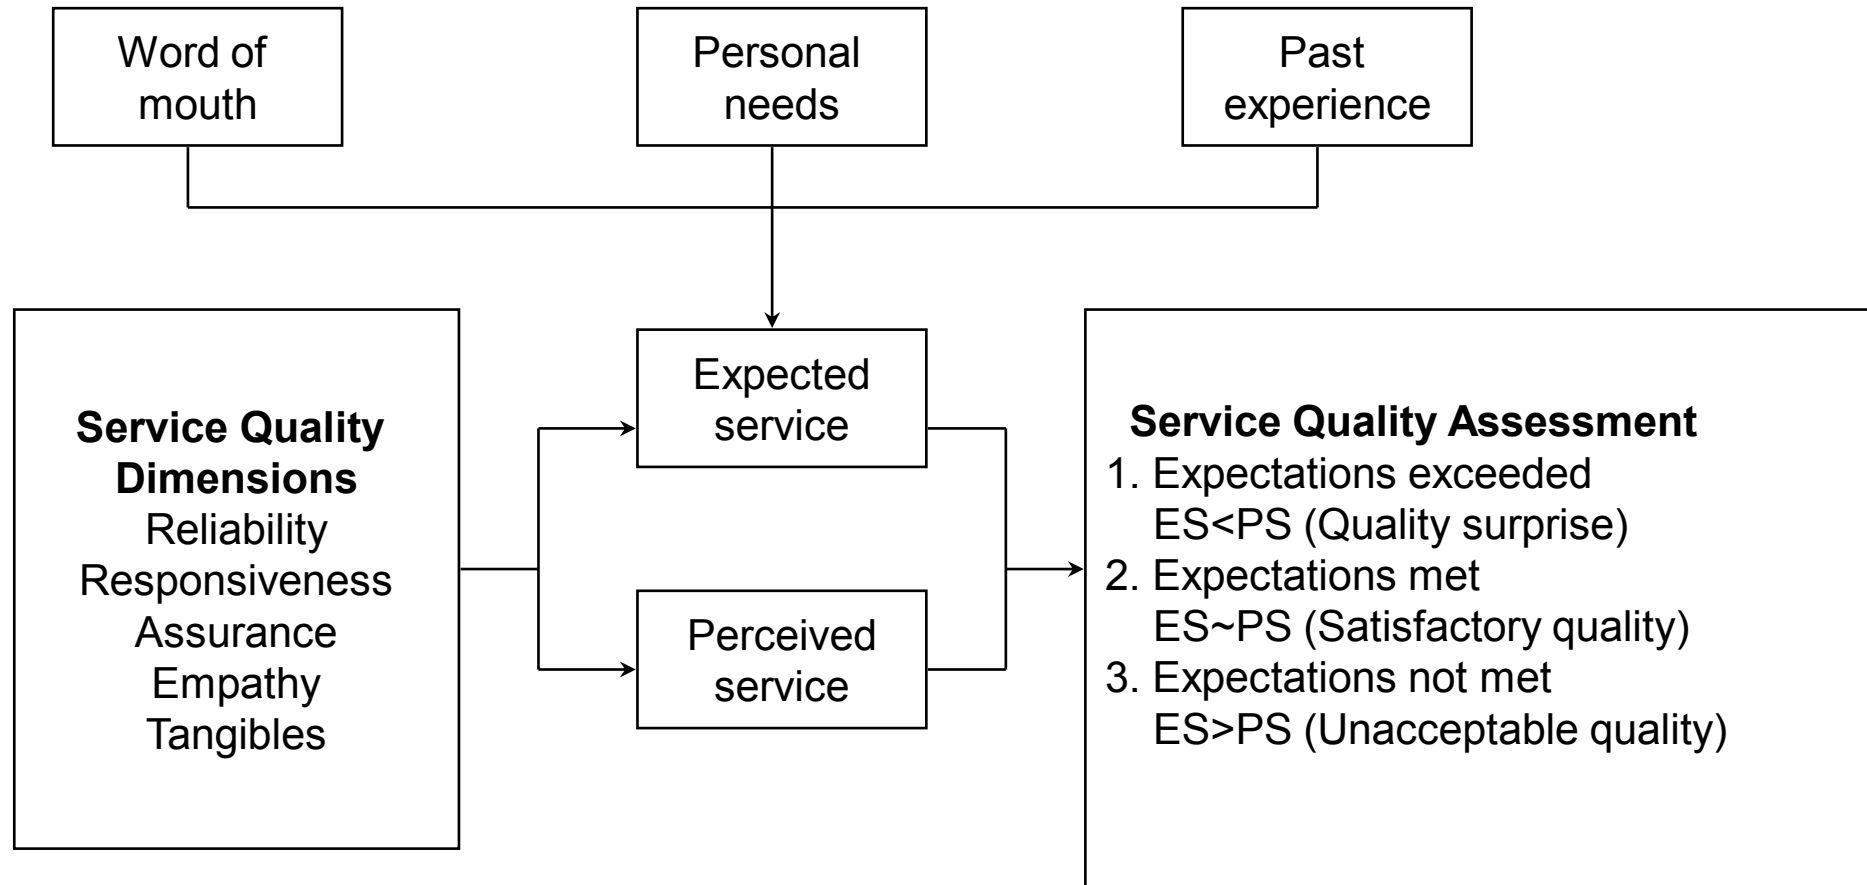 Word of
mouth
Personal
needs
Past
experience
Service Quality
Dimensions
Reliability
Responsiveness
Assurance
Empathy
Tangibles
Expected
service
Perceived
service
Service Quality Assessment
1. Expectations exceeded
ES<PS (Quality surprise)
2. Expectations met
ES~PS (Satisfactory quality)
3. Expectations not met
ES>PS (Unacceptable quality)